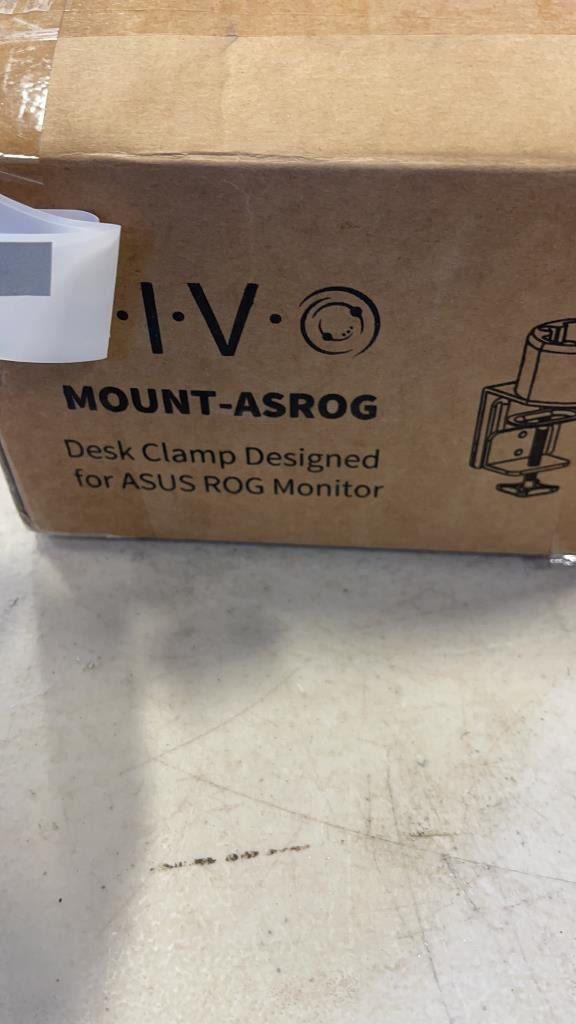 ·I·V·O
MOUNT-ASROG
Desk Clamp Designed
for ASUS ROG Monitor